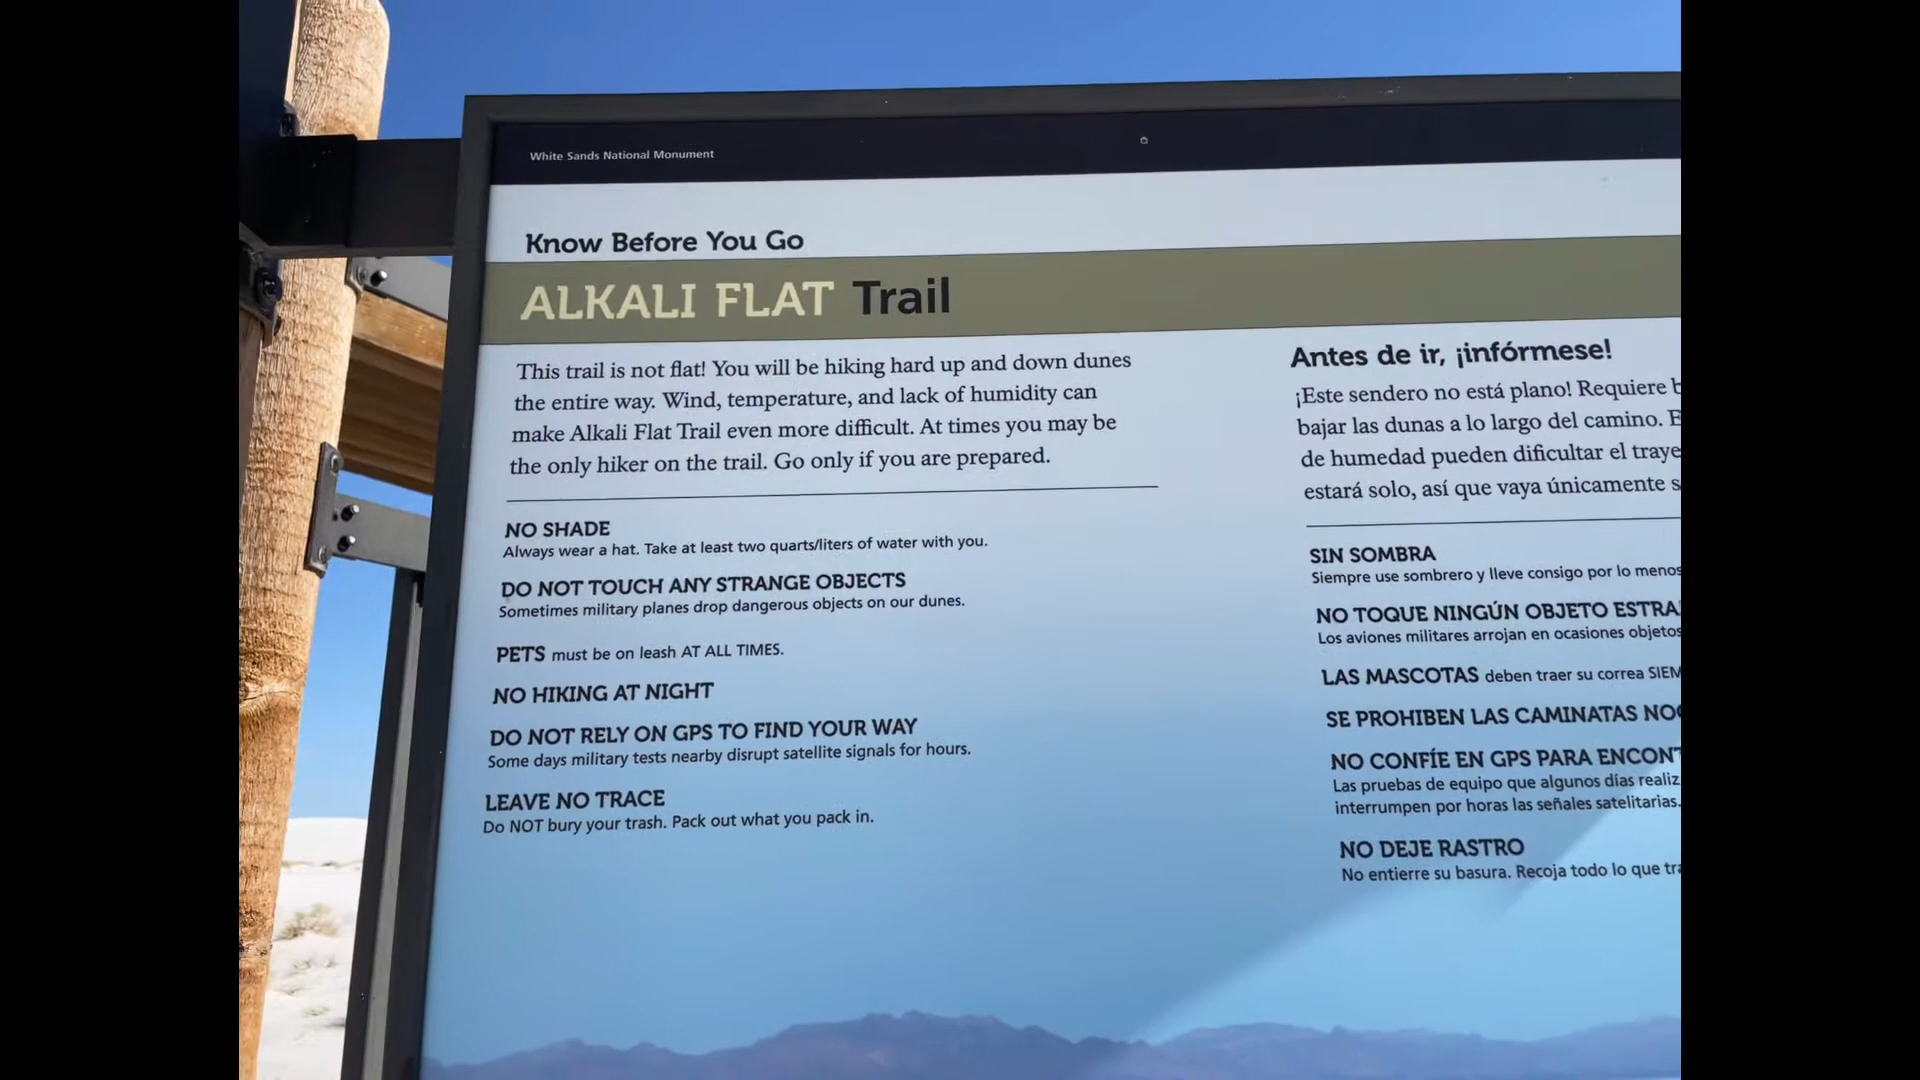 White Sands National Monument
Know Before You Go
ALKALI FLAT Trail
This trail is not flat! You will be hiking hard up and down dunes
the entire way. Wind, temperature, and lack of humidity can
make Alkali Flat Trail even more difficult. At times you may be
the only hiker on the trail. Go only if you are prepared.
NO SHADE
Always wear a hat. Take at least two quarts/liters of water with you.
DO NOT TOUCH ANY STRANGE OBJECTS
Sometimes military planes drop dangerous objects on our dunes.
PETS must be on leash AT ALL TIMES.
NO HIKING AT NIGHT
DO NOT RELY ON GPS TO FIND YOUR WAY
Some days military tests nearby disrupt satellite signals for hours.
LEAVE NO TRACE
Do NOT bury your trash. Pack out what you pack in.
Antes de ir, ¡infórmese!
¡Este sendero no está plano! Requiere
bajar las dunas a lo largo del camino.
de humedad pueden dificultar el
estará solo, así que vaya únicamente
SIN SOMBRA
Siempre use sombrero y lleve consigo por lo menos
NO TOQUE NINGÚN OBJETO
Los aviones militares arrojan en ocasiones objetos
LAS MASCOTAS deben traer su correa
SE PROHIBEN LAS CAMINATAS
NO CONFÍE EN GPS PARA
Las pruebas de equipo que algunos días
interrumpen por horas las señales satelitarias.
NO DEJE RASTRO
No entierre su basura. Recoja todo lo que